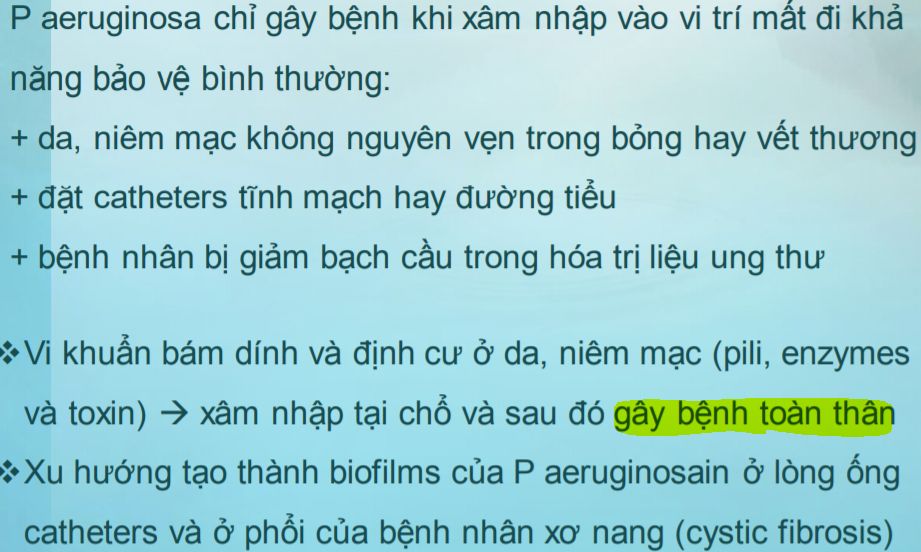 P aeruginosa chỉ gây bệnh khi xâm nhập vào vi trí mất đi khả
năng bảo vệ bình thường:
+ da, niêm mạc không nguyên vẹn trong bỏng hay vết thương
+ đặt catheters tĩnh mạch hay đường tiểu
+ bệnh nhân bị giảm bạch cầu trong hóa trị liệu ung thư
❖Vi khuẩn bám dính và định cư ở da, niêm mạc (pili, enzymes
và toxin) → xâm nhập tại chổ và sau đó gây bệnh toàn thân
❖Xu hướng tạo thành biofilms của P aeruginosain ở lòng ống
catheters và ở phổi của bệnh nhân xơ nang (cystic fibrosis)